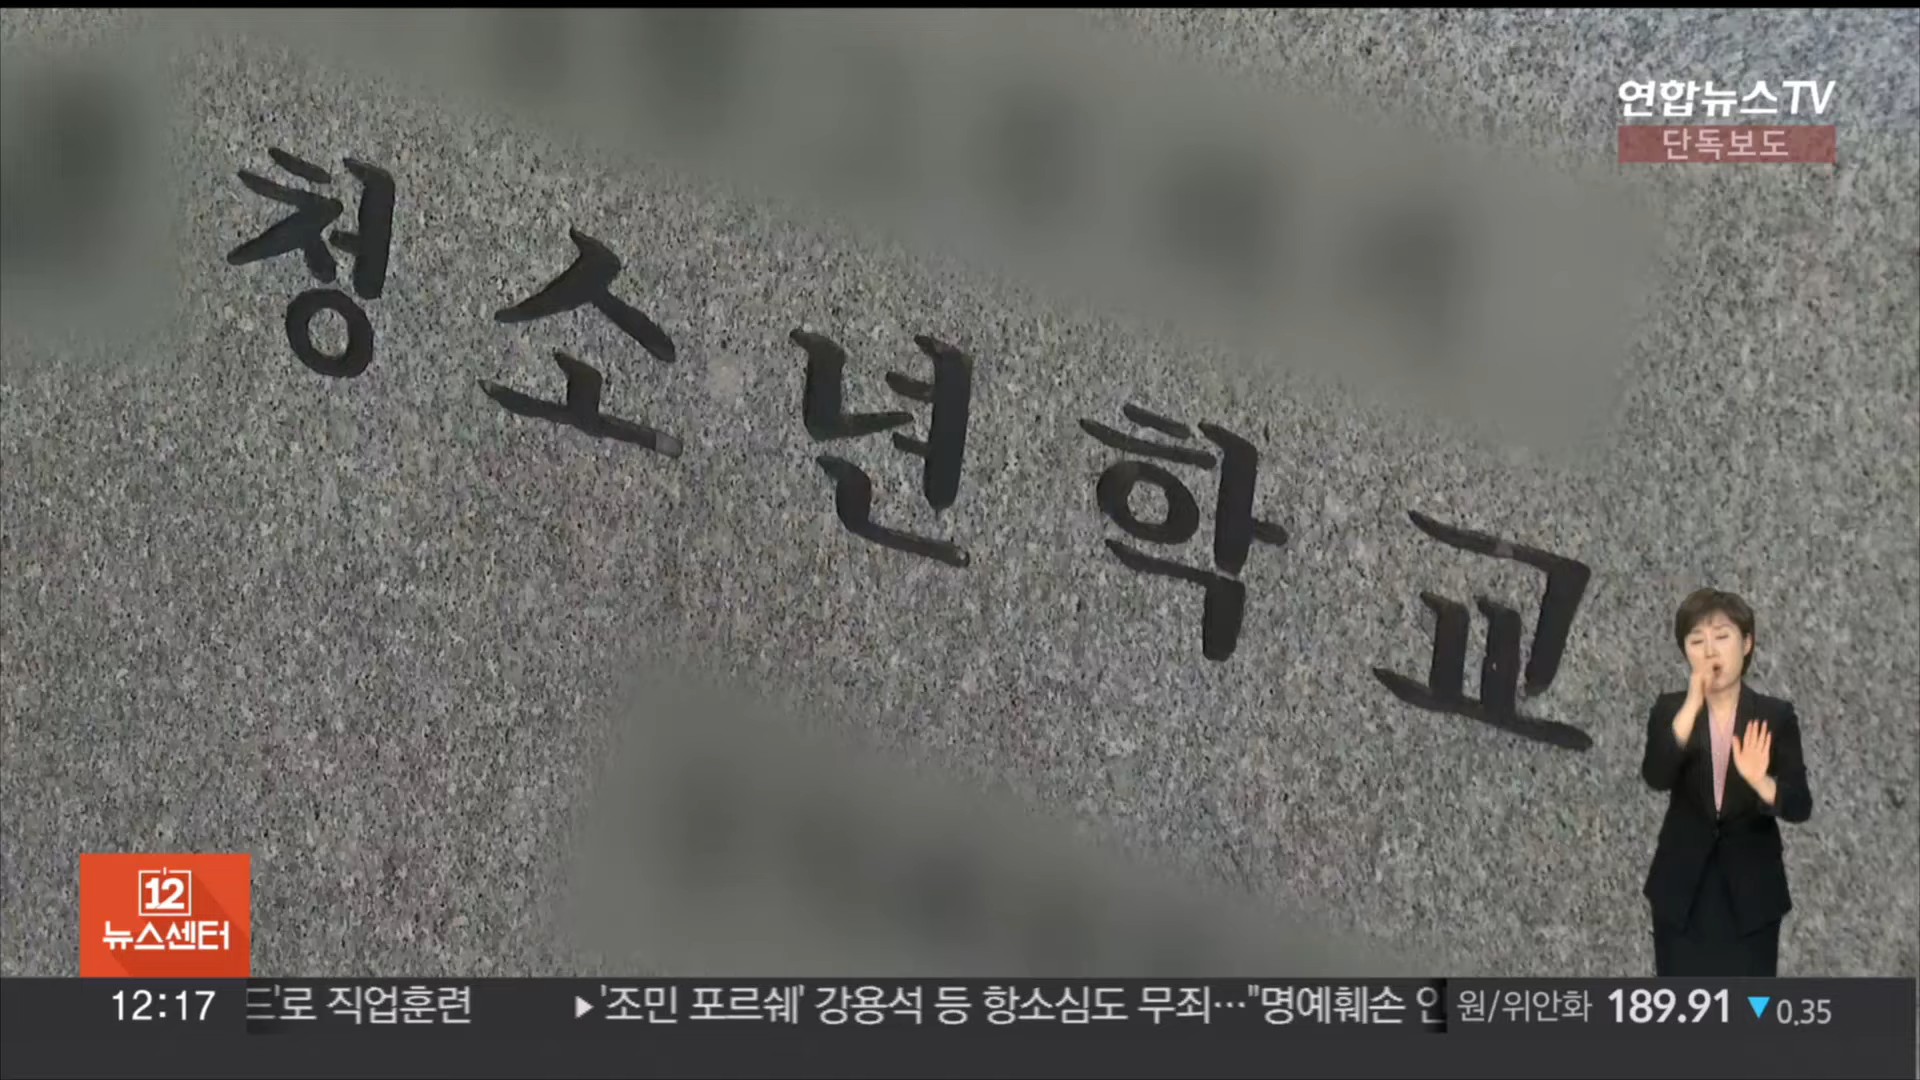 연합뉴스TV
단독보도
청소년학교
12
뉴스센터
12:17
드'로 직업훈련 ▶'조민 포르쉐' 강용석 등 항소심도 무죄…"명예훼손 인
원/위안화 189.91 ▼0.35